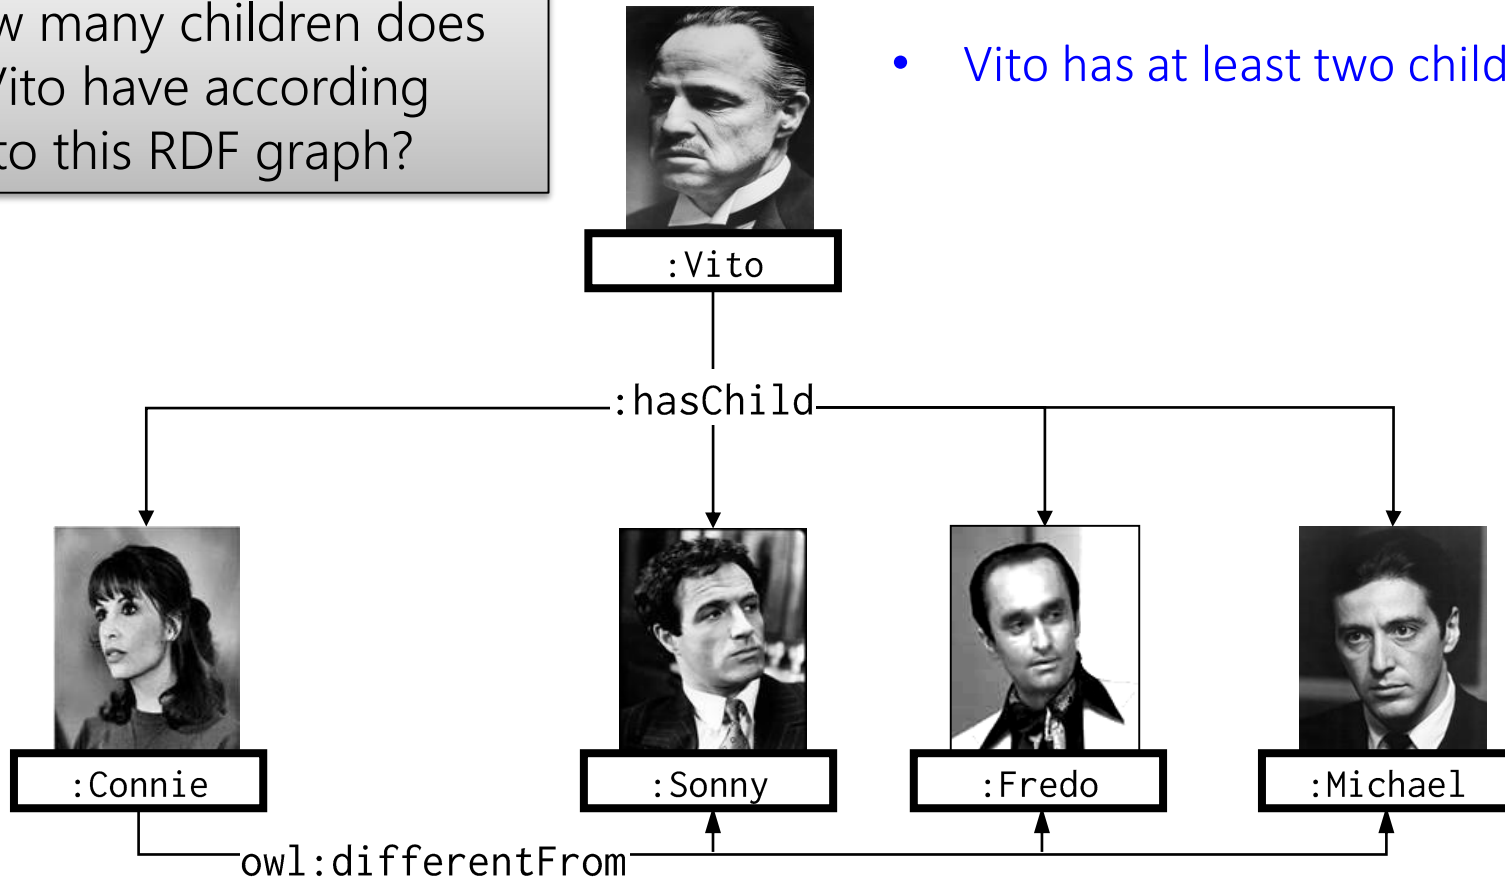 w many children does
Vito have according
to this RDF graph?
• Vito has at least two child
:Vito
:hasChild
:Connie
:Sonny
:Fredo
:Michael
owl:differentFrom